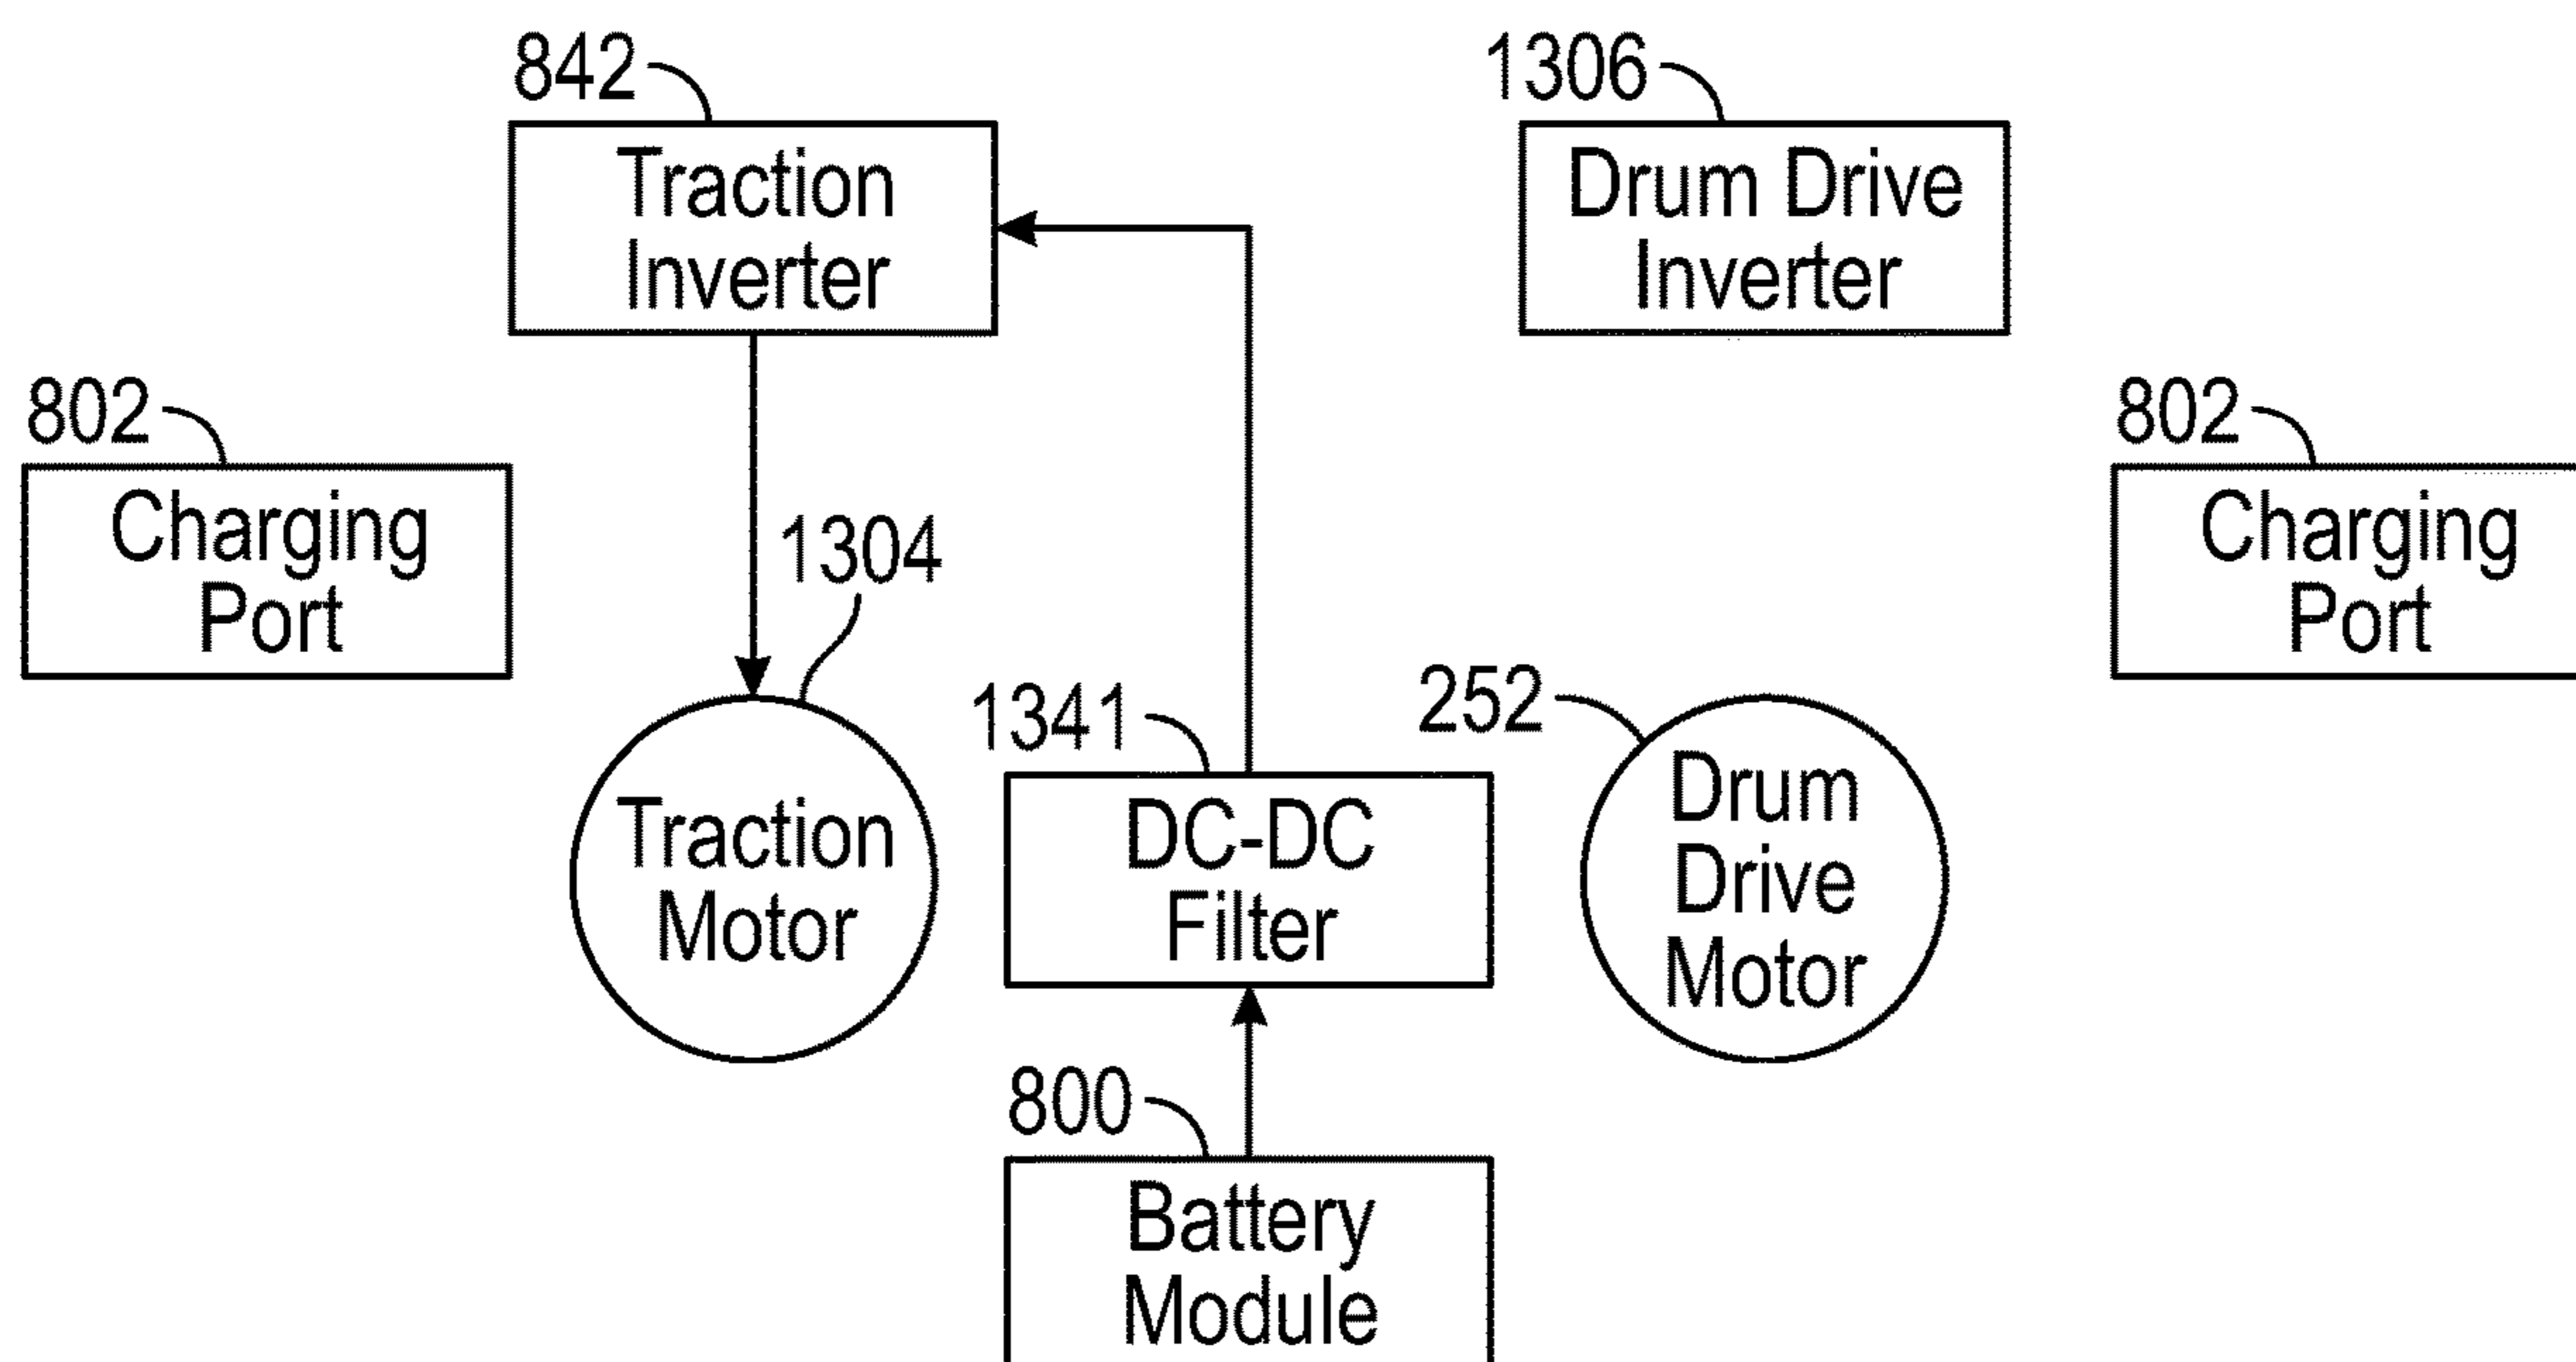 842
Traction
Inverter
1306
Drum Drive
Inverter
802
Charging
Port
802
Charging
Port
1304
Traction
Motor
1341
DC-DC
Filter
252
Drum
Drive
Motor
800
Battery
Module